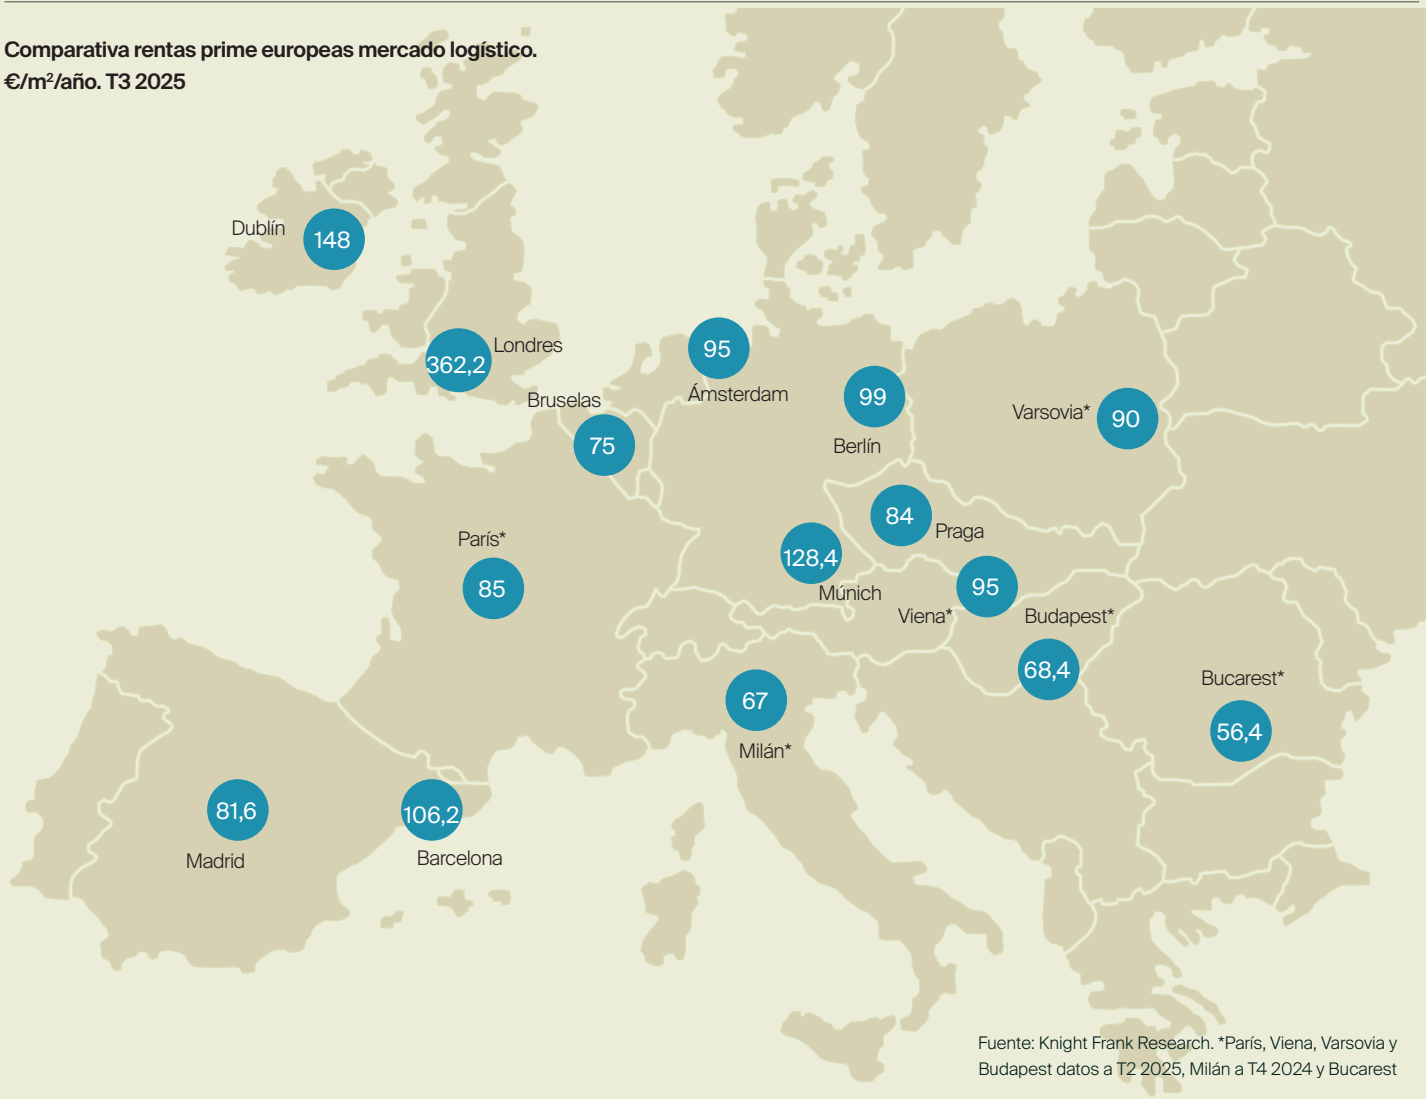 Comparativa rentas prime europeas mercado logístico.
€/m²/año. T3 2025
Dublín
148
362,2
Londres
Bruselas
75
95
Ámsterdam
99
Berlín
Varsovia*
90
París*
85
84
Praga
128,4
Múnich
95
Viena*
Budapest*
68,4
67
Milán*
Bucarest*
56,4
81,6
Madrid
106,2
Barcelona
Fuente: Knight Frank Research. *París, Viena, Varsovia y
Budapest datos a T2 2025, Milán a T4 2024 y Bucarest